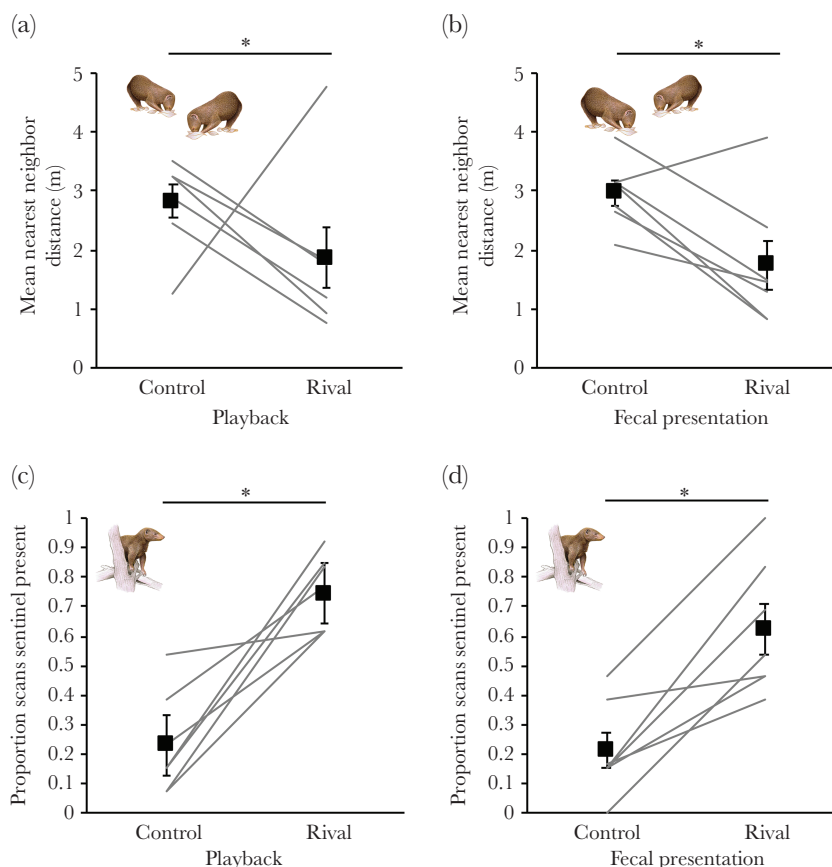 (a)
*
5
4
3
2
1
0
Mean nearest neighbor
distance (m)
Control
Rival
Playback
(b)
*
5
4
3
2
1
0
Mean nearest neighbor
distance (m)
Control
Rival
Fecal presentation
(c)
*
1
0.9
0.8
0.7
0.6
0.5
0.4
0.3
0.2
0.1
0
Proportion scans sentinel present
Control
Rival
Playback
(d)
*
1
0.9
0.8
0.7
0.6
0.5
0.4
0.3
0.2
0.1
0
Proportion scans sentinel present
Control
Rival
Fecal presentation